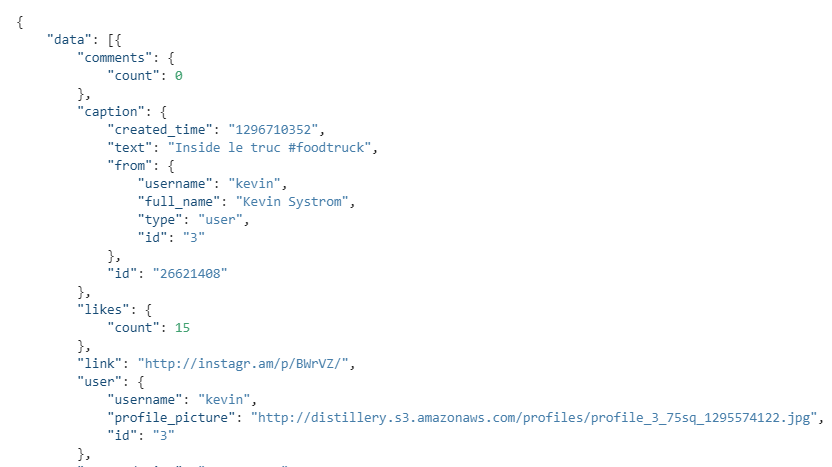 {
    "data": [{
        "comments": {
            "count": 0
        },
        "caption": {
            "created_time": "1296710352",
            "text": "Inside le truc #foodtruck",
            "from": {
                "username": "kevin",
                "full_name": "Kevin Systrom",
                "type": "user",
                "id": "3"
            },
            "id": "26621408"
        },
        "likes": {
            "count": 15
        },
        "link": "http://instagr.am/p/BWrVZ/",
        "user": {
            "username": "kevin",
            "profile_picture": "http://distillery.s3.amazonaws.com/profiles/profile_3_75sq_1295574122.jpg",
            "id": "3"
        },